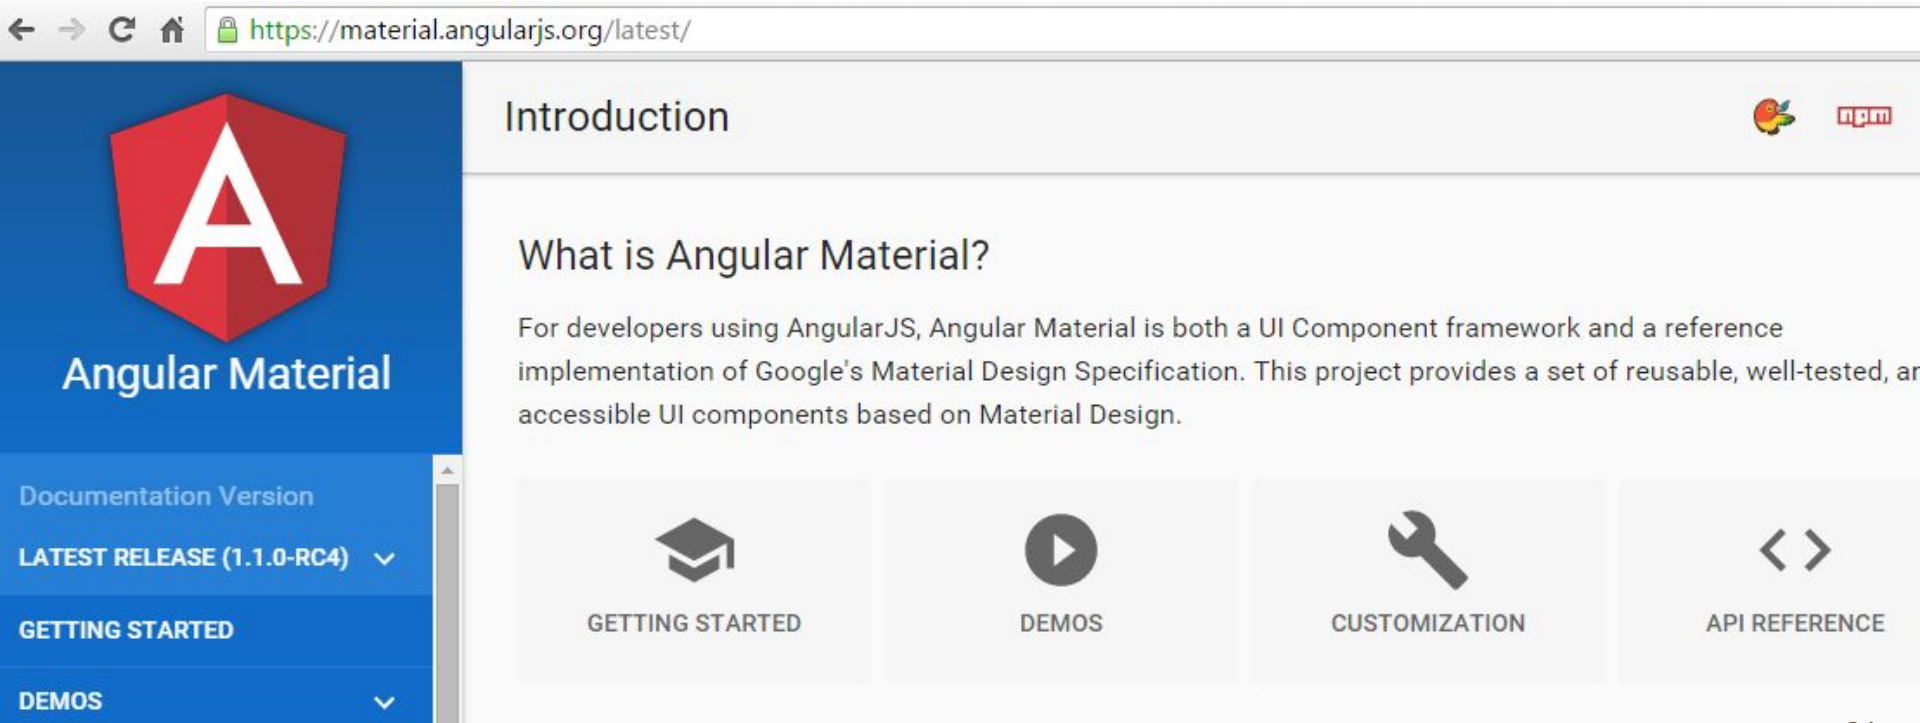 https://material.angularjs.org/latest/
Introduction
npm
Angular Material
Documentation Version
LATEST RELEASE (1.1.0-RC4)
GETTING STARTED
DEMOS
What is Angular Material?
For developers using AngularJS, Angular Material is both a UI Component framework and a reference
implementation of Google's Material Design Specification. This project provides a set of reusable, well-tested,
accessible UI components based on Material Design.
GETTING STARTED
DEMOS
CUSTOMIZATION
API REFERENCE